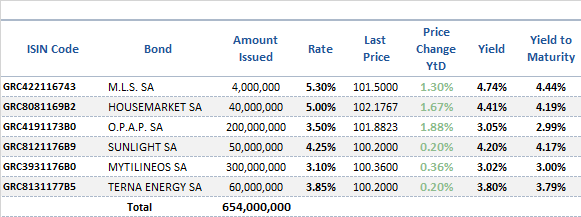 ISIN Code Bond Amount Issued Rate Last Price Price Change YtD Yield Yield to Maturity
GRC422116743 M.L.S. SA 4,000,000 5.30% 101.5000 1.30% 4.74% 4.44%
GRC8081169B2 HOUSEMARKET SA 40,000,000 5.00% 102.1767 1.67% 4.41% 4.19%
GRC4191173B0 O.P.A.P. SA 200,000,000 3.50% 101.8823 1.88% 3.05% 2.99%
GRC8121176B9 SUNLIGHT SA 50,000,000 4.25% 100.2000 0.20% 4.20% 4.17%
GRC3931176B0 MYTILINEOS SA 300,000,000 3.10% 100.3600 0.36% 3.02% 3.00%
GRC8131177B5 TERNA ENERGY SA 60,000,000 3.85% 100.2000 0.20% 3.80% 3.79%
Total 654,000,000